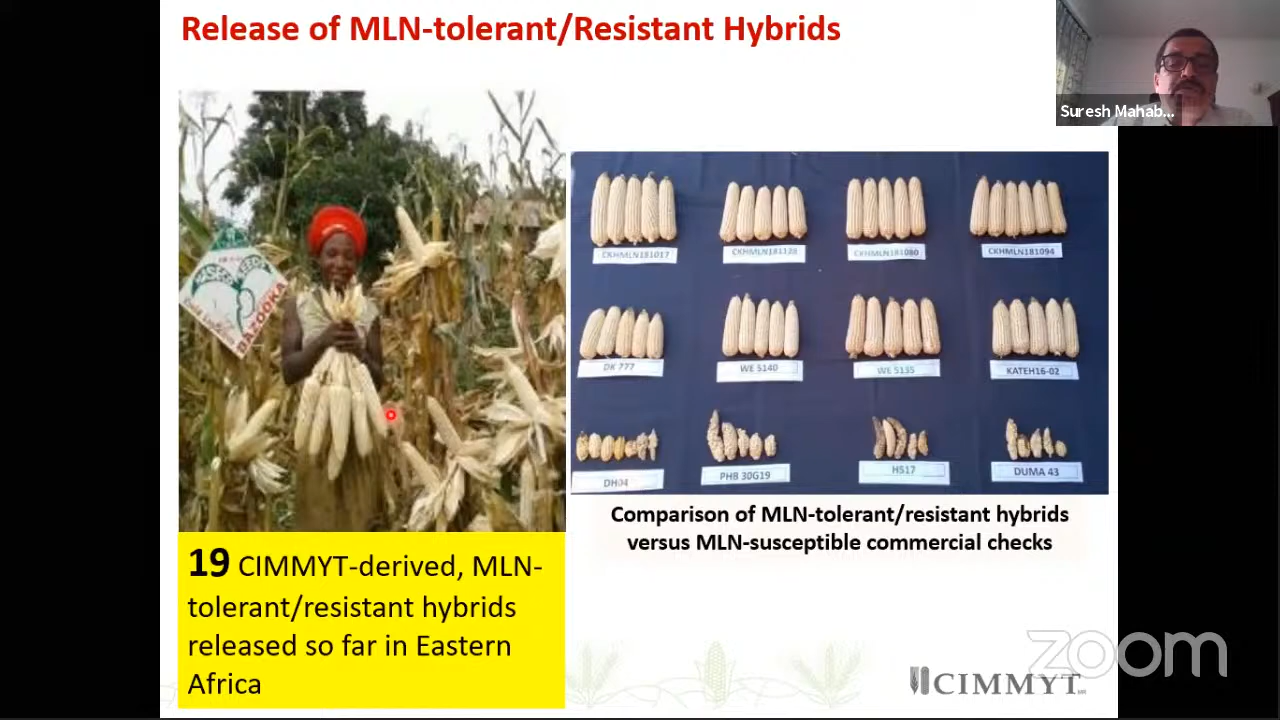 Release of MLN-tolerant/Resistant Hybrids
Suresh Mahab...
BAZOOKA
CKHMLN181017
CKHMLN181128
CKHMLN181080
CKHMLN181094
DK 777
WE 5140
WE 5135
KATEH16-02
DH04
PHB 30G19
H517
DUMA 43
Comparison of MLN-tolerant/resistant hybrids
versus MLN-susceptible commercial checks
19 CIMMYT-derived, MLN-
tolerant/resistant hybrids
released so far in Eastern
Africa
zoom
CIMMYT